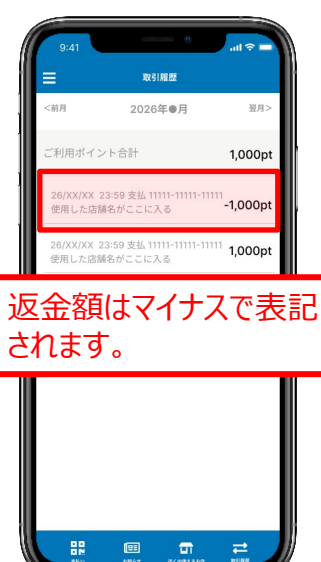 9:41
取引履歴
<前月 2026年●月 翌月>
ご利用ポイント合計 1,000pt
26/XX/XX 23:59 支払 11111-11111-11111
使用した店舗名がここに入る -1,000pt
26/XX/XX 23:59 支払 11111-11111-11111
使用した店舗名がここに入る 1,000pt
返金額はマイナスで表記
されます。